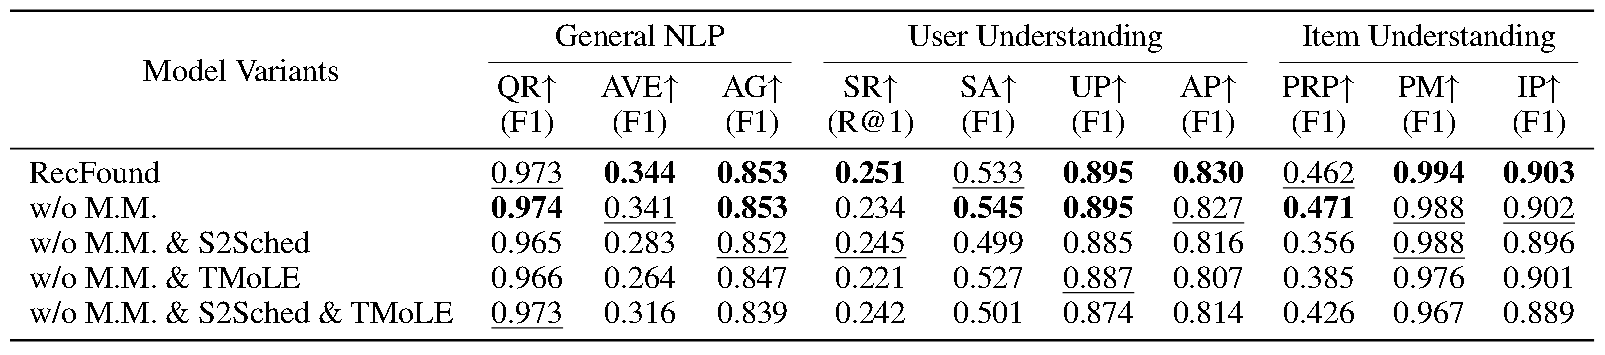 General NLP User Understanding Item Understanding
Model Variants
QR↑ AVE↑ AG↑ SR↑ SA↑ UP↑ AP↑ PRP↑ PM↑ IP↑
(F1) (F1) (F1) (R@1) (F1) (F1) (F1) (F1) (F1) (F1)
RecFound 0.973 0.344 0.853 0.251 0.533 0.895 0.830 0.462 0.994 0.903
w/o M.M. 0.974 0.341 0.853 0.234 0.545 0.895 0.827 0.471 0.988 0.902
w/o M.M. & S2Sched 0.965 0.283 0.852 0.245 0.499 0.885 0.816 0.356 0.988 0.896
w/o M.M. & TMoLE 0.966 0.264 0.847 0.221 0.527 0.887 0.807 0.385 0.976 0.901
w/o M.M. & S2Sched & TMoLE 0.973 0.316 0.839 0.242 0.501 0.874 0.814 0.426 0.967 0.889